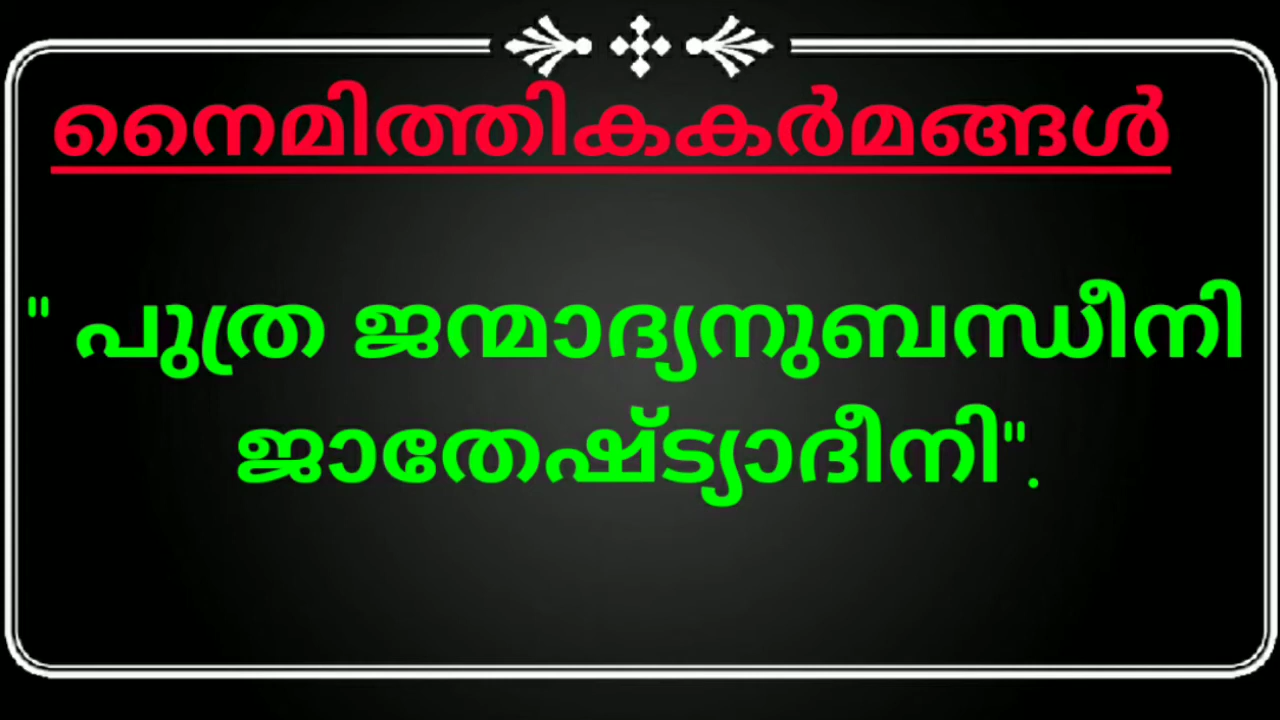 നൈമിത്തികകർമങ്ങൾ
" പുത്ര ജന്മാദ്യനുബന്ധീനി
ജാതേഷ്ട്യാദീനി".